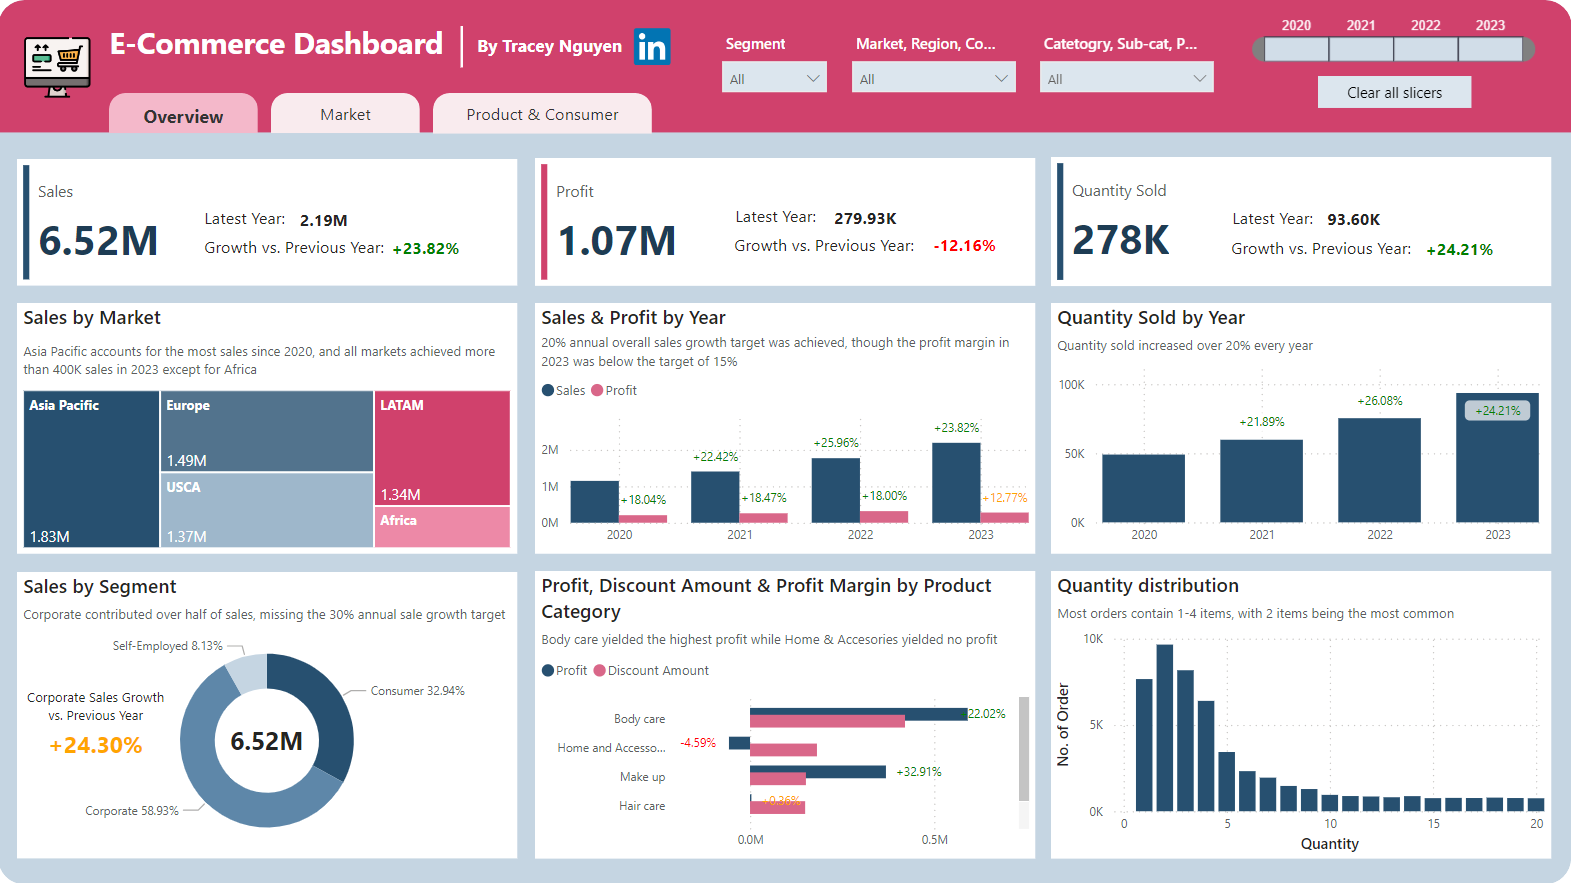 E-Commerce Dashboard
By Tracey Nguyen
in
Segment
All
Market, Region, Co...
All
Catetogry, Sub-cat, P...
All
2020 2021 2022 2023
Clear all slicers
Overview
Market
Product & Consumer
Sales
6.52M
Latest Year: 2.19M
Growth vs. Previous Year: +23.82%
Profit
1.07M
Latest Year: 279.93K
Growth vs. Previous Year: -12.16%
Quantity Sold
278K
Latest Year: 93.60K
Growth vs. Previous Year: +24.21%
Sales by Market
Asia Pacific accounts for the most sales since 2020, and all markets achieved more
than 400K sales in 2023 except for Africa
Asia Pacific
1.83M
Europe
1.49M
USCA
1.37M
LATAM
1.34M
Africa
Sales & Profit by Year
20% annual overall sales growth target was achieved, though the profit margin in
2023 was below the target of 15%
Sales Profit
2M
1M
0M
+22.42%
+25.96%
+23.82%
+18.04%
+18.47%
+18.00%
+12.77%
2020 2021 2022 2023
Quantity Sold by Year
Quantity sold increased over 20% every year
100K
50K
0K
+21.89%
+26.08%
+24.21%
2020 2021 2022 2023
Sales by Segment
Corporate contributed over half of sales, missing the 30% annual sale growth target
Self-Employed 8.13%
Consumer 32.94%
Corporate Sales Growth
vs. Previous Year
+24.30%
6.52M
Corporate 58.93%
Profit, Discount Amount & Profit Margin by Product
Category
Body care yielded the highest profit while Home & Accesories yielded no profit
Profit Discount Amount
Body care
+22.02%
Home and Accesso...
-4.59%
Make up
+32.91%
Hair care
+0.36%
0.0M 0.5M
Quantity distribution
Most orders contain 1-4 items, with 2 items being the most common
10K
5K
0K
No. of Order
0 5 10 15 20
Quantity